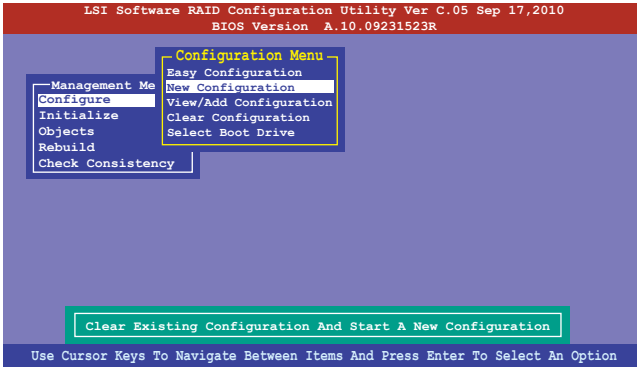 LSI Software RAID Configuration Utility Ver C.05 Sep 17,2010
BIOS Version A.10.09231523R
Configuration Menu
Easy Configuration
New Configuration
View/Add Configuration
Clear Configuration
Select Boot Drive
Management Me
Configure
Initialize
Objects
Rebuild
Check Consistency
Clear Existing Configuration And Start A New Configuration
Use Cursor Keys To Navigate Between Items And Press Enter To Select An Option